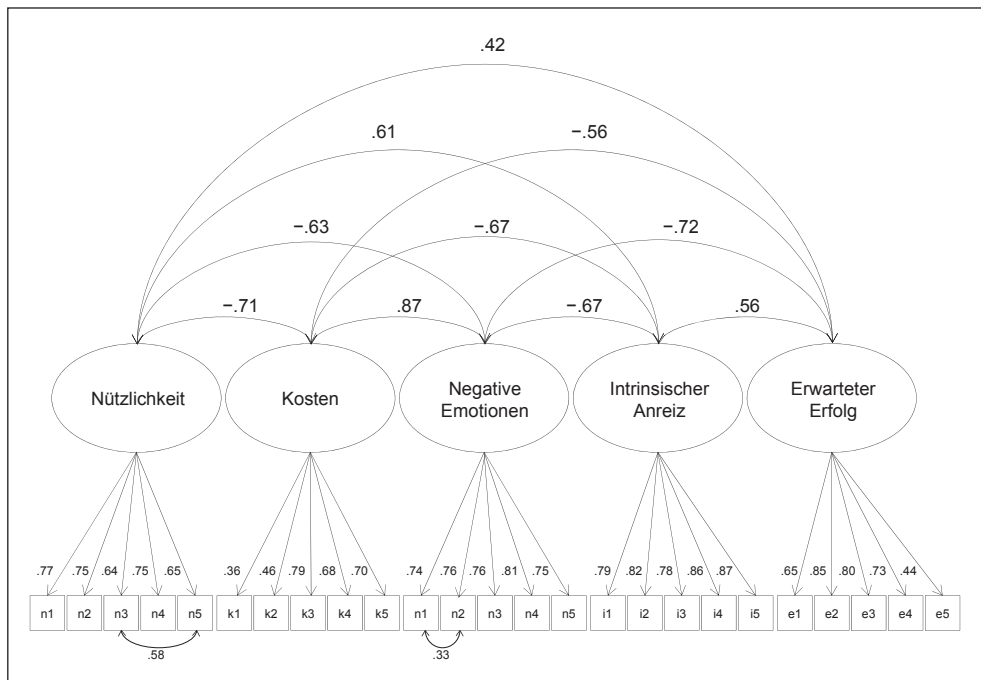 .42
.61 −.56
−.63 −.67 −.72
−.71 .87 −.67 .56
Nützlichkeit
Kosten
Negative
Emotionen
Intrinsischer
Anreiz
Erwarteter
Erfolg
.77 .75 .64 .75 .65 .36 .46 .79 .68 .70 .74 .76 .76 .81 .75 .79 .82 .78 .86 .87 .65 .85 .80 .73 .44
n1 n2 n3 n4 n5 k1 k2 k3 k4 k5 n1 n2 n3 n4 n5 i1 i2 i3 i4 i5 e1 e2 e3 e4 e5
.58 .33